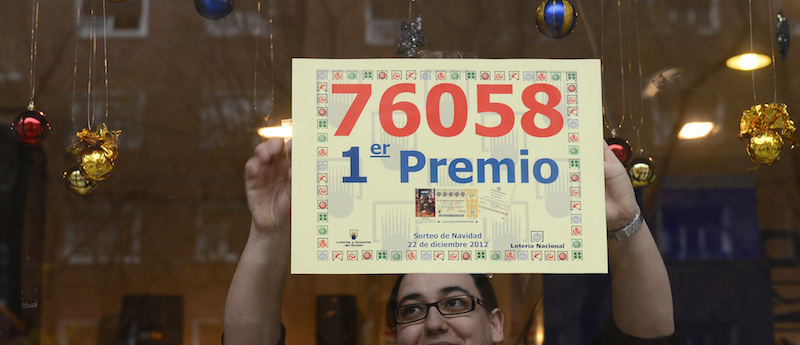 76058
1er Premio
Sorteo de Navidad
22 de diciembre 2012
Loterías y Apuestas
del Estado
Lotería Nacional